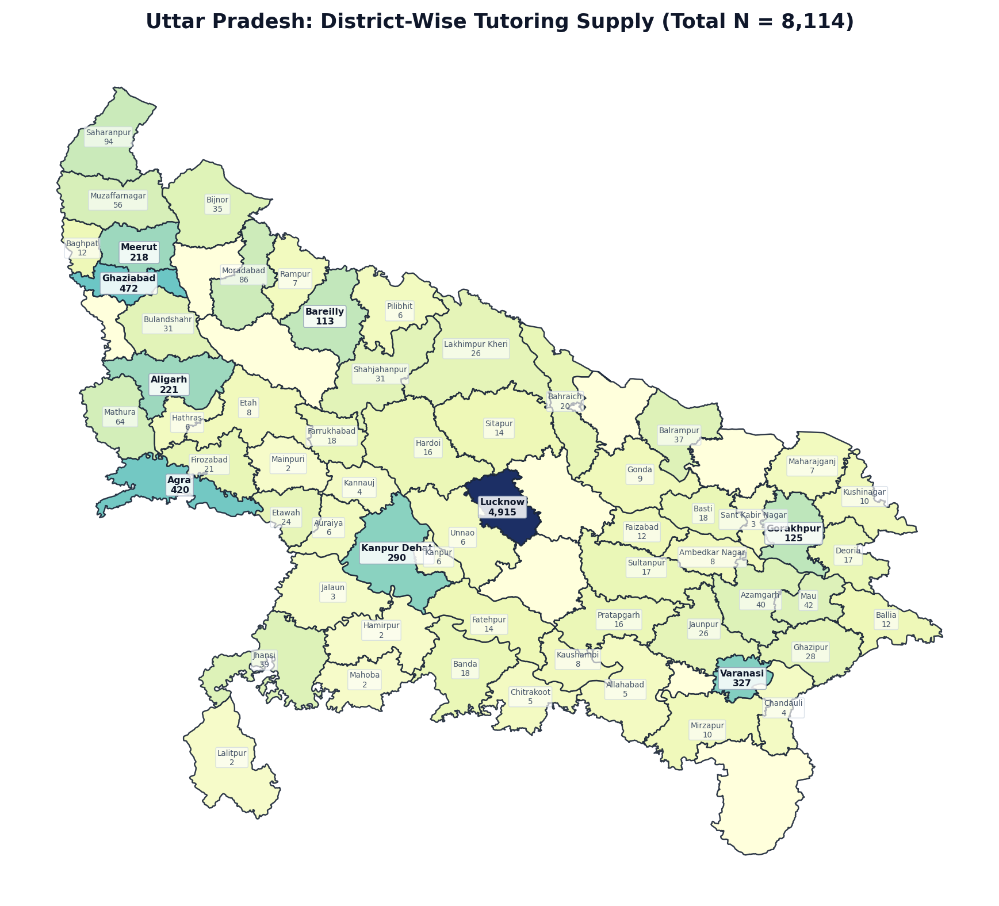 Uttar Pradesh: District-Wise Tutoring Supply (Total N = 8,114)
Saharanpur
94
Muzaffarnagar
56
Bijnor
35
Baghpat
12
Meerut
218
Ghaziabad
472
Moradabad
86
Rampur
7
Bareilly
113
Pilibhit
6
Bulandshahr
31
Lakhimpur Kheri
26
Shahjahanpur
31
Aligarh
221
Etah
8
Mathura
64
Hathras
6
Bahraich
20
Farrukhabad
18
Sitapur
14
Hardoi
16
Balrampur
37
Firozabad
21
Mainpuri
2
Maharajganj
7
Gonda
9
Agra
420
Kannauj
4
Kushinagar
10
Lucknow
4,915
Etawah
24
Auraiya
6
Basti
18
Sant Kabir Nagar
3
Gorakhpur
125
Faizabad
12
Unnao
6
Kanpur Dehat
290
Kanpur
6
Ambedkar Nagar
8
Deoria
17
Sultanpur
17
Jalaun
3
Azamgarh
40
Mau
42
Hamirpur
2
Fatehpur
14
Pratapgarh
16
Jaunpur
26
Ballia
12
Ghazipur
28
Jhansi
39
Kaushambi
8
Banda
18
Mahoba
2
Varanasi
327
Allahabad
5
Chitrakoot
5
Chandauli
4
Mirzapur
10
Lalitpur
2